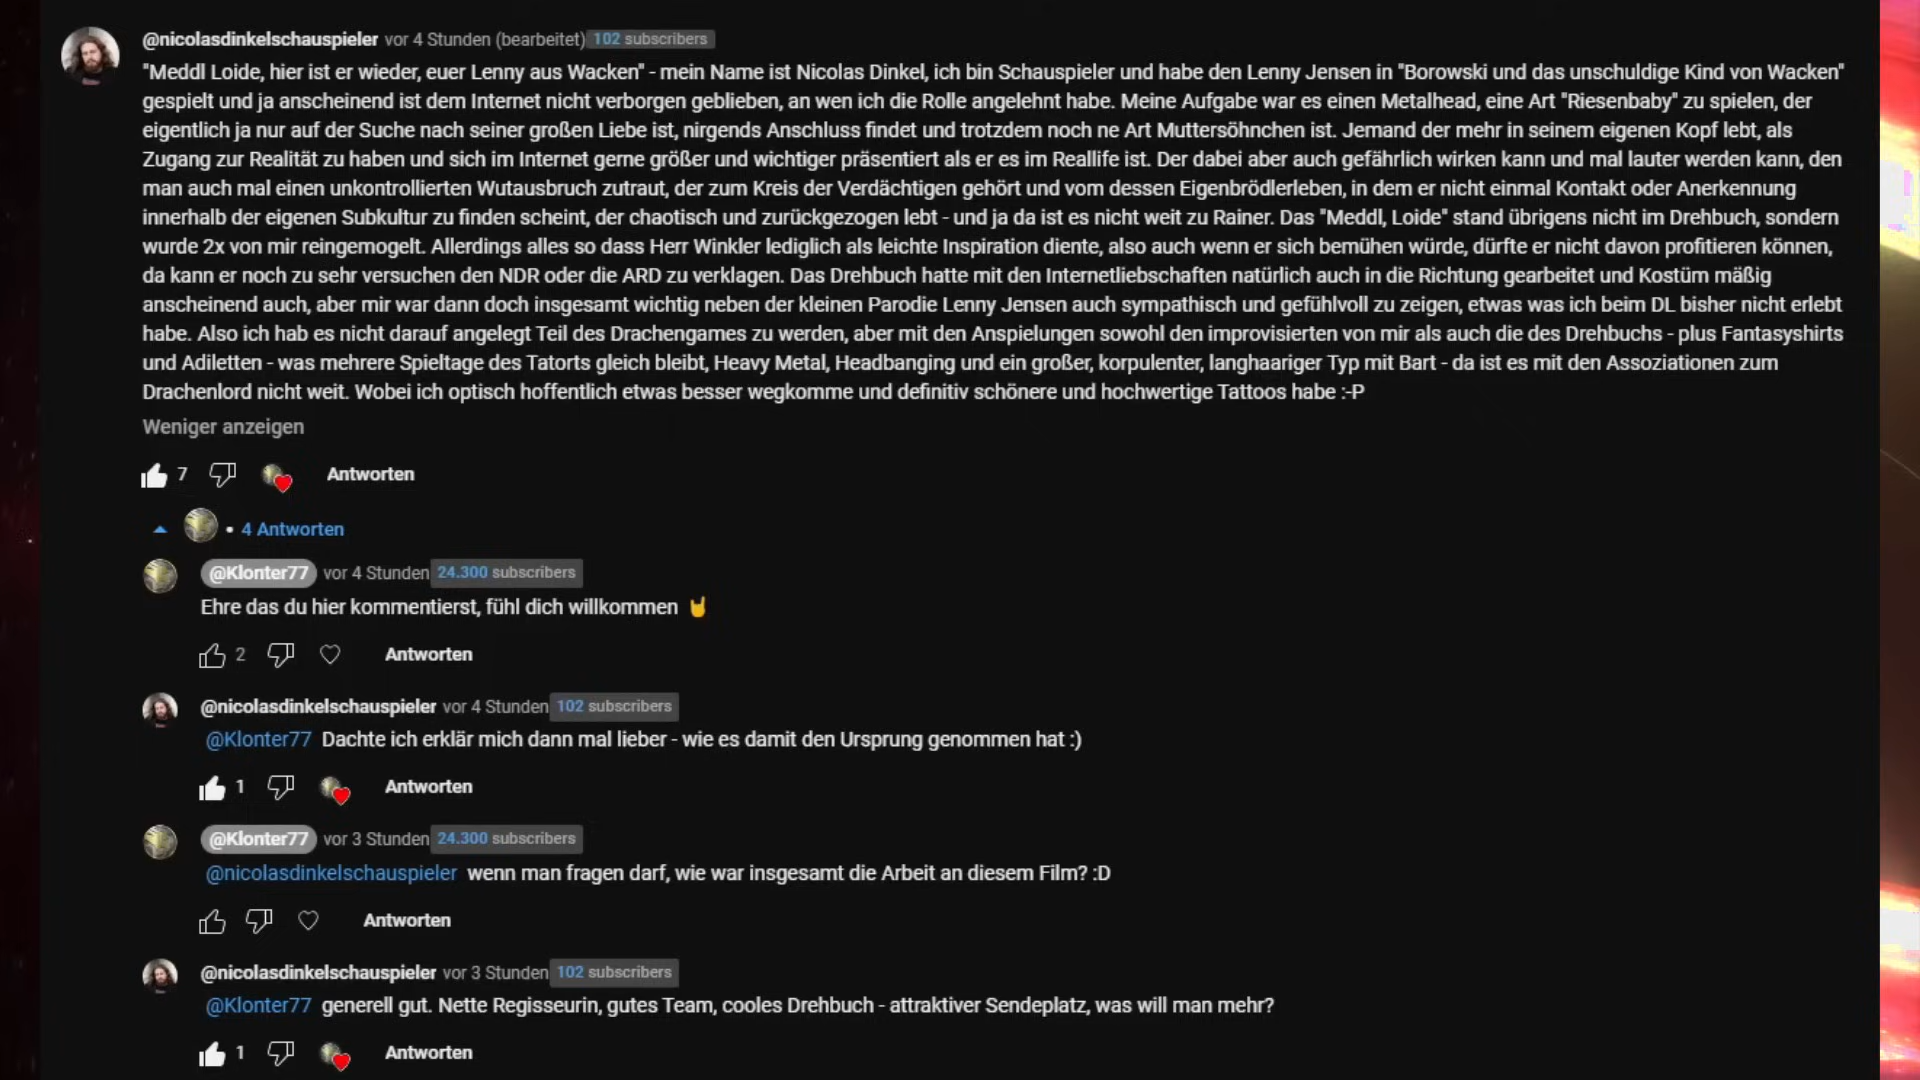 @nicolasdinkelschauspieler vor 4 Stunden (bearbeitet) 102 subscribers
"Meddl Loide, hier ist er wieder, euer Lenny aus Wacken" - mein Name ist Nicolas Dinkel, ich bin Schauspieler und habe den Lenny Jensen in "Borowski und das unschuldige Kind von Wacken"
gespielt und ja anscheinend ist dem Internet nicht verborgen geblieben, an wen ich die Rolle angelehnt habe. Meine Aufgabe war es einen Metalhead, eine Art "Riesenbaby" zu spielen, der
eigentlich ja nur auf der Suche nach seiner großen Liebe ist, nirgends Anschluss findet und trotzdem noch ne Art Muttersöhnchen ist. Jemand der mehr in seinem eigenen Kopf lebt, als
Zugang zur Realität zu haben und sich im Internet gerne größer und wichtiger präsentiert als er es im Reallife ist. Der dabei aber auch gefährlich wirken kann und mal lauter werden kann, den
man auch mal einen unkontrollierten Wutausbruch zutraut, der zum Kreis der Verdächtigen gehört und vom dessen Eigenbrödlerleben, in dem er nicht einmal Kontakt oder Anerkennung
innerhalb der eigenen Subkultur zu finden scheint, der chaotisch und zurückgezogen lebt - und ja da ist es nicht weit zu Rainer. Das "Meddl, Loide" stand übrigens nicht im Drehbuch, sondern
wurde 2x von mir reingemogelt. Allerdings alles so dass Herr Winkler lediglich als leichte Inspiration diente, also auch wenn er sich bemühen würde, dürfte er nicht davon profitieren können,
da kann er noch zu sehr versuchen den NDR oder die ARD zu verklagen. Das Drehbuch hatte mit den Internetliebschaften natürlich auch in die Richtung gearbeitet und Kostüm mäßig
anscheinend auch, aber mir war dann doch insgesamt wichtig neben der kleinen Parodie Lenny Jensen auch sympathisch und gefühlvoll zu zeigen, etwas was ich beim DL bisher nicht erlebt
habe. Also ich hab es nicht darauf angelegt Teil des Drachengames zu werden, aber mit den Anspielungen sowohl den improvisierten von mir als auch die des Drehbuchs - plus Fantasyshirts
und Adiletten - was mehrere Spieltage des Tatorts gleich bleibt, Heavy Metal, Headbanging und ein großer, korpulenter, langhaariger Typ mit Bart - da ist es mit den Assoziationen zum
Drachenlord nicht weit. Wobei ich optisch hoffentlich etwas besser wegkomme und definitiv schönere und hochwertige Tattoos habe :-P
Weniger anzeigen
7 Antworten
• 4 Antworten
@Klonter77 vor 4 Stunden 24.300 subscribers
Ehre das du hier kommentierst, fühl dich willkommen 🤘
2 Antworten
@nicolasdinkelschauspieler vor 4 Stunden 102 subscribers
@Klonter77 Dachte ich erklär mich dann mal lieber - wie es damit den Ursprung genommen hat :)
1 Antworten
@Klonter77 vor 3 Stunden 24.300 subscribers
@nicolasdinkelschauspieler wenn man fragen darf, wie war insgesamt die Arbeit an diesem Film? :D
Antworten
@nicolasdinkelschauspieler vor 3 Stunden 102 subscribers
@Klonter77 generell gut. Nette Regisseurin, gutes Team, cooles Drehbuch - attraktiver Sendeplatz, was will man mehr?
1 Antworten